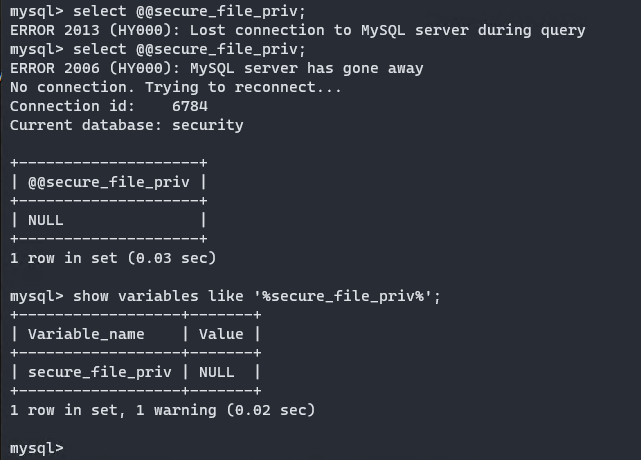 mysql> select @@secure_file_priv;
ERROR 2013 (HY000): Lost connection to MySQL server during query
mysql> select @@secure_file_priv;
ERROR 2006 (HY000): MySQL server has gone away
No connection. Trying to reconnect...
Connection id:    6784
Current database: security

+--------------------+
| @@secure_file_priv |
+--------------------+
| NULL               |
+--------------------+
1 row in set (0.03 sec)

mysql> show variables like '%secure_file_priv%';
+------------------+-------+
| Variable_name    | Value |
+------------------+-------+
| secure_file_priv | NULL  |
+------------------+-------+
1 row in set, 1 warning (0.02 sec)

mysql>